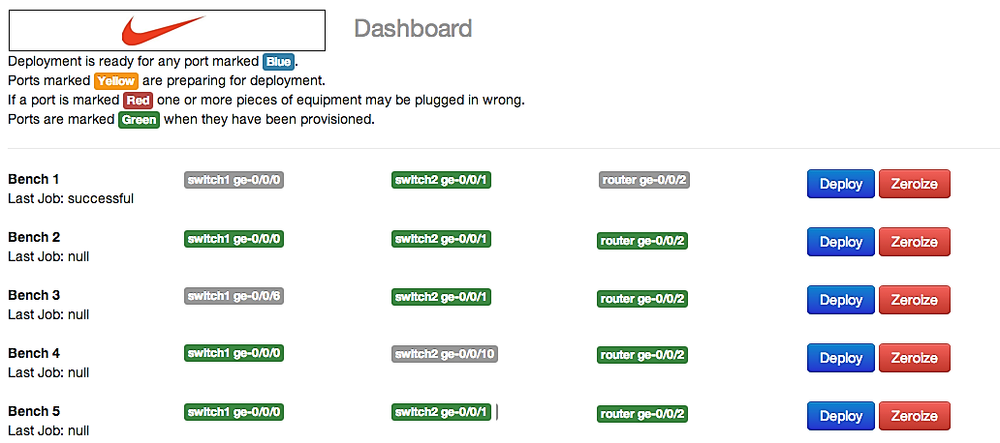 Dashboard
Deployment is ready for any port marked Blue.
Ports marked Yellow are preparing for deployment.
If a port is marked Red one or more pieces of equipment may be plugged in wrong.
Ports are marked Green when they have been provisioned.
Bench 1 switch1 ge-0/0/0 switch2 ge-0/0/1 router ge-0/0/2 Deploy Zeroize
Last Job: successful
Bench 2 switch1 ge-0/0/0 switch2 ge-0/0/1 router ge-0/0/2 Deploy Zeroize
Last Job: null
Bench 3 switch1 ge-0/0/6 switch2 ge-0/0/1 router ge-0/0/2 Deploy Zeroize
Last Job: null
Bench 4 switch1 ge-0/0/0 switch2 ge-0/0/10 router ge-0/0/2 Deploy Zeroize
Last Job: null
Bench 5 switch1 ge-0/0/0 switch2 ge-0/0/1 router ge-0/0/2 Deploy Zeroize
Last Job: null